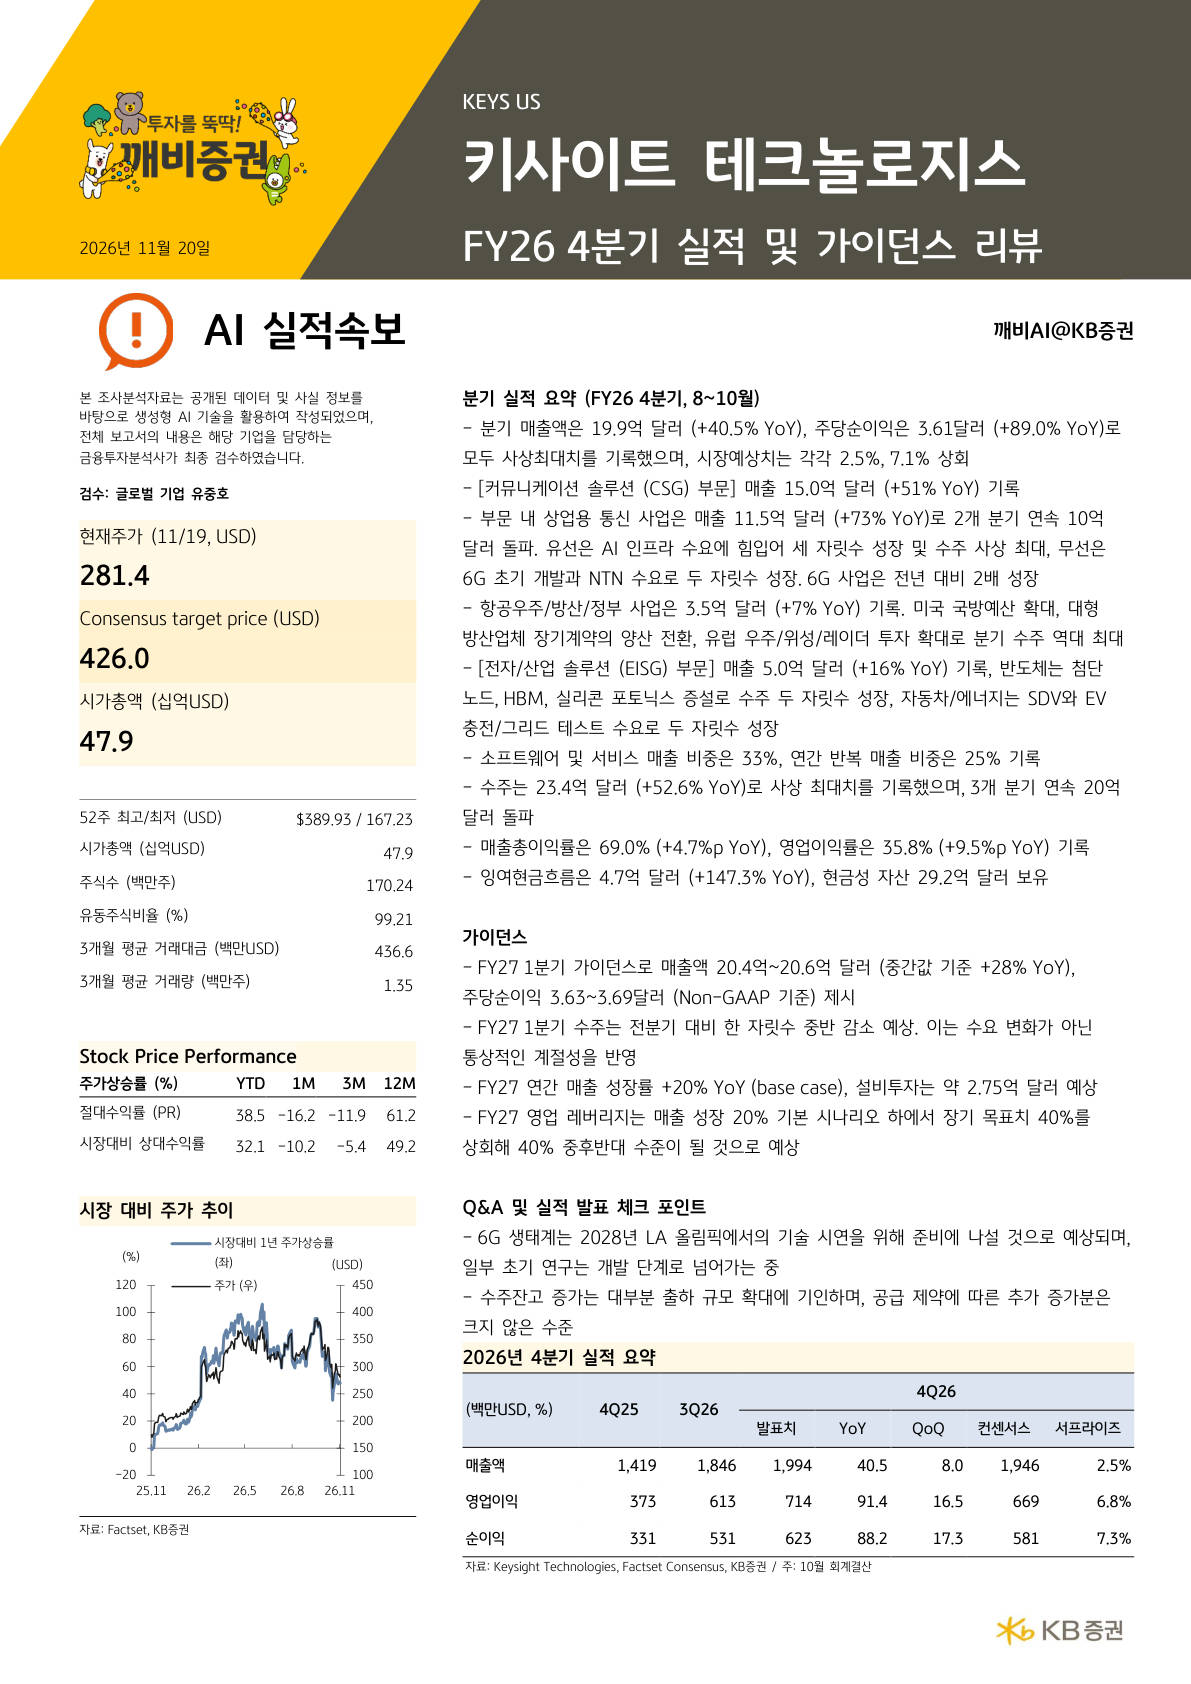 KEYS US
키사이트 테크놀로지스
FY26 4분기 실적 및 가이던스 리뷰
투자를 뚝딱!
깨비증권
2026년 11월 20일
AI 실적속보
깨비AI@KB증권
본 조사분석자료는 공개된 데이터 및 사실 정보를
바탕으로 생성형 AI 기술을 활용하여 작성되었으며,
전체 보고서의 내용은 해당 기업을 담당하는
금융투자분석사가 최종 검수하였습니다.
검수: 글로벌 기업 유중호
현재주가 (11/19, USD)
281.4
Consensus target price (USD)
426.0
시가총액 (십억USD)
47.9
52주 최고/최저 (USD) $389.93 / 167.23
시가총액 (십억USD) 47.9
주식수 (백만주) 170.24
유동주식비율 (%) 99.21
3개월 평균 거래대금 (백만USD) 436.6
3개월 평균 거래량 (백만주) 1.35
Stock Price Performance
주가상승률 (%) YTD 1M 3M 12M
절대수익률 (PR) 38.5 -16.2 -11.9 61.2
시장대비 상대수익률 32.1 -10.2 -5.4 49.2
시장 대비 주가 추이
시장대비 1년 주가상승률
(%) (좌) (USD)
120 주가 (우) 450
100 400
80 350
60 300
40 250
20 200
0 150
-20 100
25.11 26.2 26.5 26.8 26.11
자료: Factset, KB증권
분기 실적 요약 (FY26 4분기, 8~10월)
- 분기 매출액은 19.9억 달러 (+40.5% YoY), 주당순이익은 3.61달러 (+89.0% YoY)로
모두 사상최대치를 기록했으며, 시장예상치는 각각 2.5%, 7.1% 상회
- [커뮤니케이션 솔루션 (CSG) 부문] 매출 15.0억 달러 (+51% YoY) 기록
- 부문 내 상업용 통신 사업은 매출 11.5억 달러 (+73% YoY)로 2개 분기 연속 10억
달러 돌파. 유선은 AI 인프라 수요에 힘입어 세 자릿수 성장 및 수주 사상 최대, 무선은
6G 초기 개발과 NTN 수요로 두 자릿수 성장. 6G 사업은 전년 대비 2배 성장
- 항공우주/방산/정부 사업은 3.5억 달러 (+7% YoY) 기록. 미국 국방예산 확대, 대형
방산업체 장기계약의 양산 전환, 유럽 우주/위성/레이더 투자 확대로 분기 수주 역대 최대
- [전자/산업 솔루션 (EISG) 부문] 매출 5.0억 달러 (+16% YoY) 기록, 반도체는 첨단
노드, HBM, 실리콘 포토닉스 증설로 수주 두 자릿수 성장, 자동차/에너지는 SDV와 EV
충전/그리드 테스트 수요로 두 자릿수 성장
- 소프트웨어 및 서비스 매출 비중은 33%, 연간 반복 매출 비중은 25% 기록
- 수주는 23.4억 달러 (+52.6% YoY)로 사상 최대치를 기록했으며, 3개 분기 연속 20억
달러 돌파
- 매출총이익률은 69.0% (+4.7%p YoY), 영업이익률은 35.8% (+9.5%p YoY) 기록
- 잉여현금흐름은 4.7억 달러 (+147.3% YoY), 현금성 자산 29.2억 달러 보유
가이던스
- FY27 1분기 가이던스로 매출액 20.4억~20.6억 달러 (중간값 기준 +28% YoY),
주당순이익 3.63~3.69달러 (Non-GAAP 기준) 제시
- FY27 1분기 수주는 전분기 대비 한 자릿수 중반 감소 예상. 이는 수요 변화가 아닌
통상적인 계절성을 반영
- FY27 연간 매출 성장률 +20% YoY (base case), 설비투자는 약 2.75억 달러 예상
- FY27 영업 레버리지는 매출 성장 20% 기본 시나리오 하에서 장기 목표치 40%를
상회해 40% 중후반대 수준이 될 것으로 예상
Q&A 및 실적 발표 체크 포인트
- 6G 생태계는 2028년 LA 올림픽에서의 기술 시연을 위해 준비에 나설 것으로 예상되며,
일부 초기 연구는 개발 단계로 넘어가는 중
- 수주잔고 증가는 대부분 출하 규모 확대에 기인하며, 공급 제약에 따른 추가 증가분은
크지 않은 수준
2026년 4분기 실적 요약
4Q26
(백만USD, %) 4Q25 3Q26
발표치 YoY QoQ 컨센서스 서프라이즈
매출액 1,419 1,846 1,994 40.5 8.0 1,946 2.5%
영업이익 373 613 714 91.4 16.5 669 6.8%
순이익 331 531 623 88.2 17.3 581 7.3%
자료: Keysight Technologies, Factset Consensus, KB증권 / 주: 10월 회계결산
KB증권